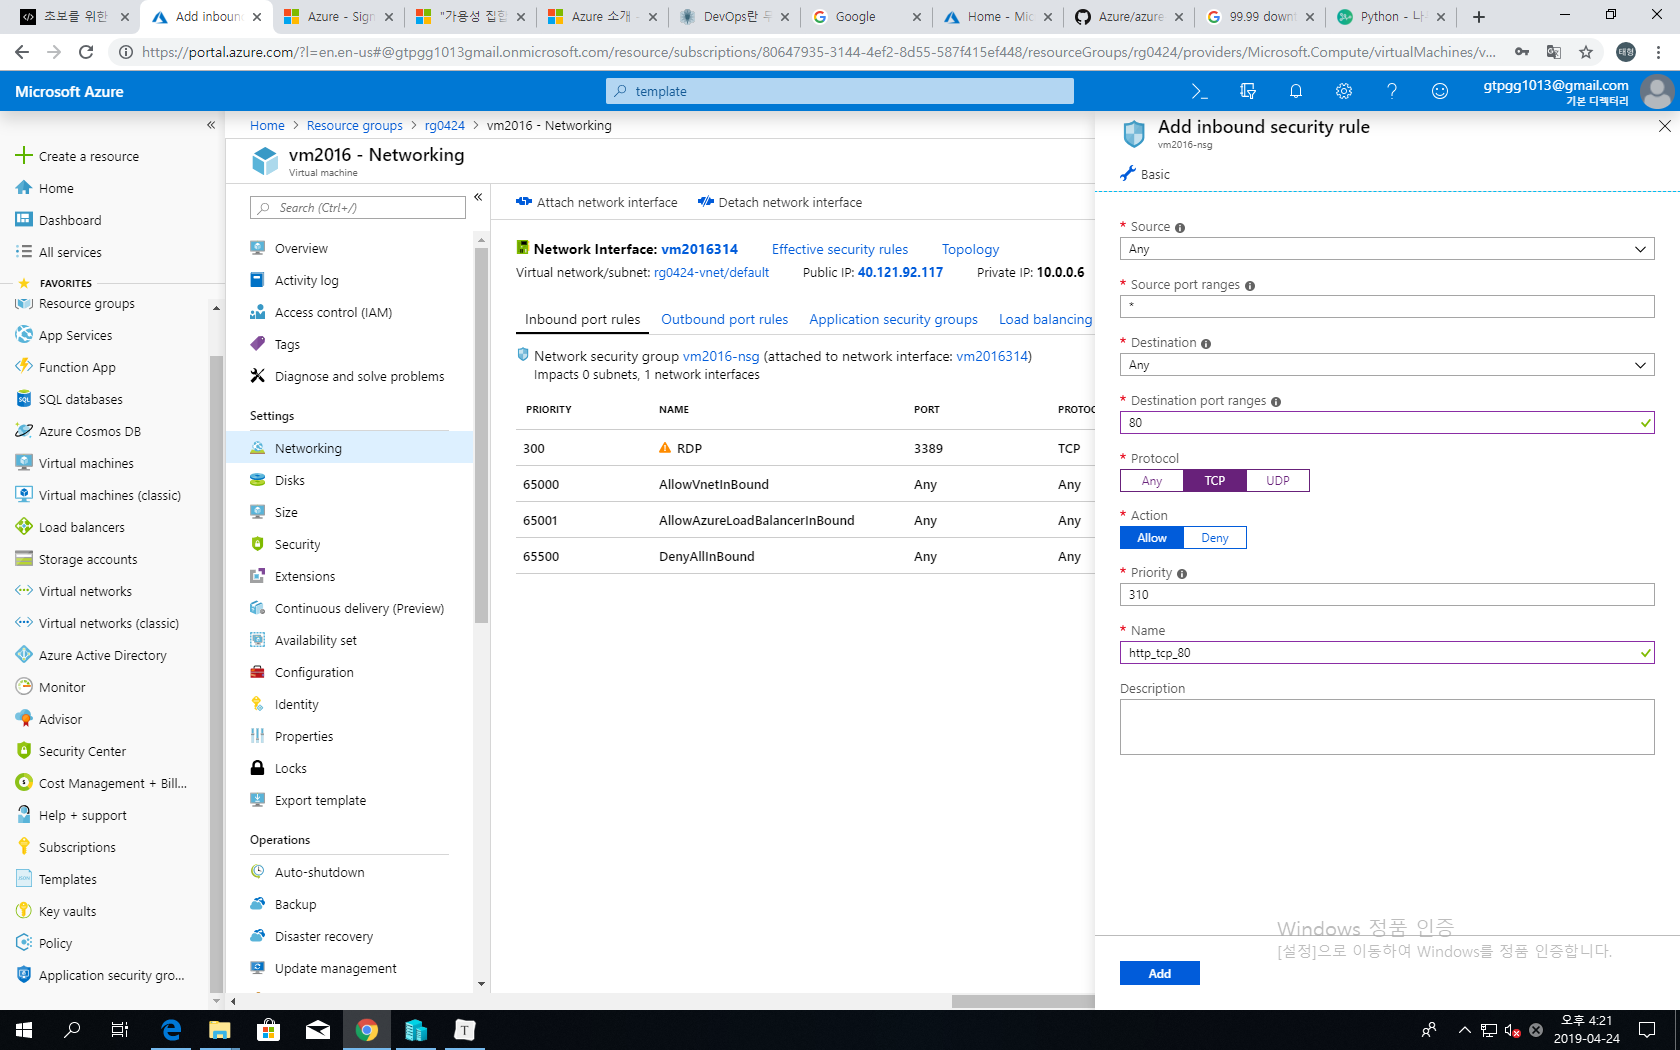 초보를 위한
Add inboun
Azure - Sign
"가용성 집합
Azure 소개 -
DevOps란 무
Google
Home - Mic
Azure/azure
99.99 downt
Python - 나
https://portal.azure.com/?l=en.en-us#@gtpgg1013gmail.onmicrosoft.com/resource/subscriptions/80647935-3144-4ef2-8d55-587f415ef448/resourceGroups/rg0424/providers/Microsoft.Compute/virtualMachines/v...
태형
Microsoft Azure
template
gtpgg1013@gmail.com
기본 디렉터리
Create a resource
Home
Dashboard
All services
FAVORITES
Resource groups
App Services
Function App
SQL databases
Azure Cosmos DB
Virtual machines
Virtual machines (classic)
Load balancers
Storage accounts
Virtual networks
Virtual networks (classic)
Azure Active Directory
Monitor
Advisor
Security Center
Cost Management + Bill...
Help + support
Subscriptions
Templates
Key vaults
Policy
Application security gro...
Home > Resource groups > rg0424 > vm2016 - Networking
vm2016 - Networking
Virtual machine
Search (Ctrl+/)
Overview
Activity log
Access control (IAM)
Tags
Diagnose and solve problems
Settings
Networking
Disks
Size
Security
Extensions
Continuous delivery (Preview)
Availability set
Configuration
Identity
Properties
Locks
Export template
Operations
Auto-shutdown
Backup
Disaster recovery
Update management
Attach network interface Detach network interface
Network Interface: vm2016314 Effective security rules Topology
Virtual network/subnet: rg0424-vnet/default Public IP: 40.121.92.117 Private IP: 10.0.0.6
Inbound port rules Outbound port rules Application security groups Load balancing
Network security group vm2016-nsg (attached to network interface: vm2016314)
Impacts 0 subnets, 1 network interfaces
PRIORITY NAME PORT PROTOC
300 RDP 3389 TCP
65000 AllowVnetInBound Any Any
65001 AllowAzureLoadBalancerInBound Any Any
65500 DenyAllInBound Any Any
Add inbound security rule
vm2016-nsg
Basic
* Source
Any
* Source port ranges
*
* Destination
Any
* Destination port ranges
80
* Protocol
Any TCP UDP
* Action
Allow Deny
* Priority
310
* Name
http_tcp_80
Description
Windows 정품 인증
[설정]으로 이동하여 Windows를 정품 인증합니다.
Add
오후 4:21
2019-04-24